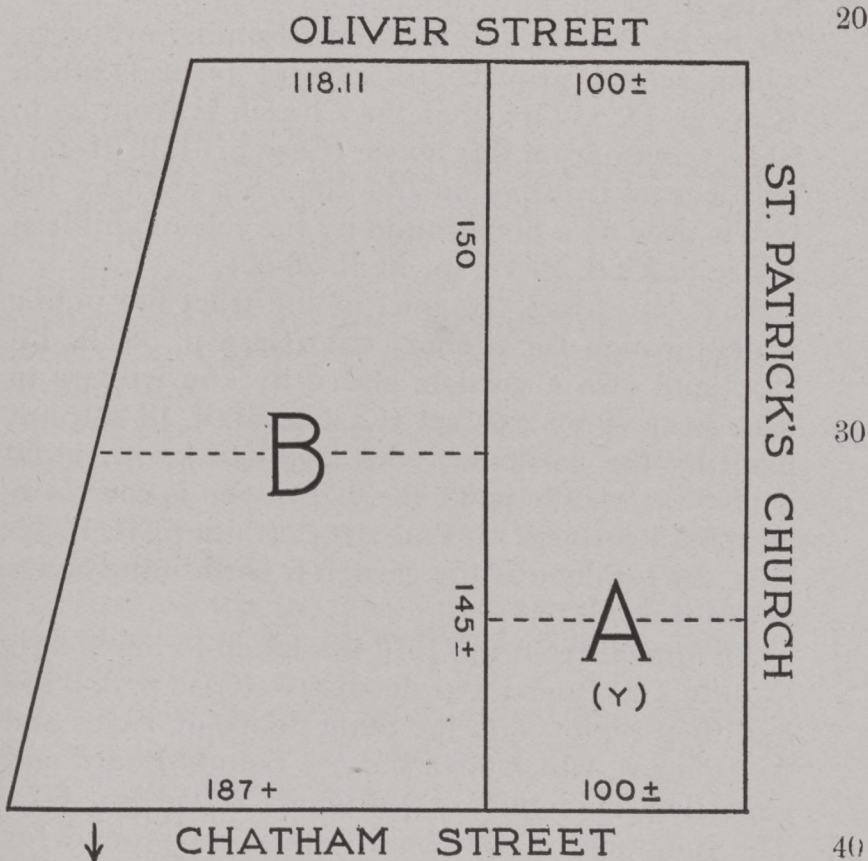 20
OLIVER STREET
118.11 100±
150
ST. PATRICK'S CHURCH
B
30
145±
A
(Y)
187+ 100±
↓ CHATHAM STREET
40